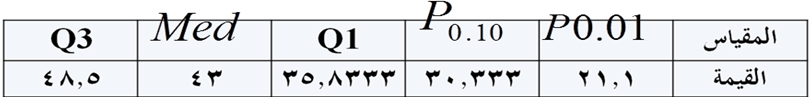 المقياس P0.01 P0.10 Q1 Med Q3
القيمة ٢١,١ ٣٠,٣٣٣ ٣٥,٨٣٣٣ ٤٣ ٤٨,٥